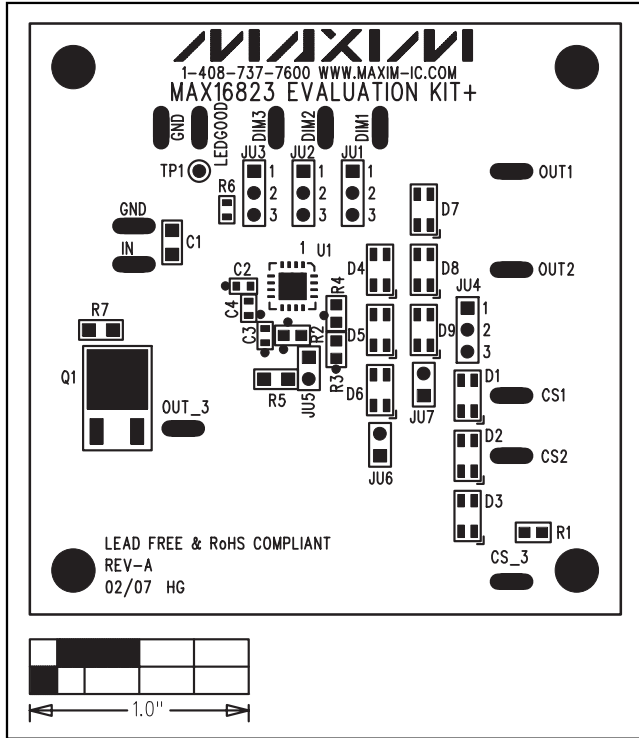 MAXIM
1-408-737-7600 WWW.MAXIM-IC.COM
MAX16823 EVALUATION KIT+
GND
LEDGOOD
DIM3
DIM2
DIM1
TP1
JU3
JU2
JU1
1
2
3
1
2
3
1
2
3
OUT1
R6
D7
GND
C1
IN
1 U1
D4
D8
OUT2
C2
C4
C3
R4
R2
R3
D5
D9
JU4
1
2
3
R7
Q1
R5
JU5
D6
JU7
D1
CS1
OUT_3
JU6
D2
CS2
D3
R1
CS_3
LEAD FREE & RoHS COMPLIANT
REV-A
02/07 HG
1.0"